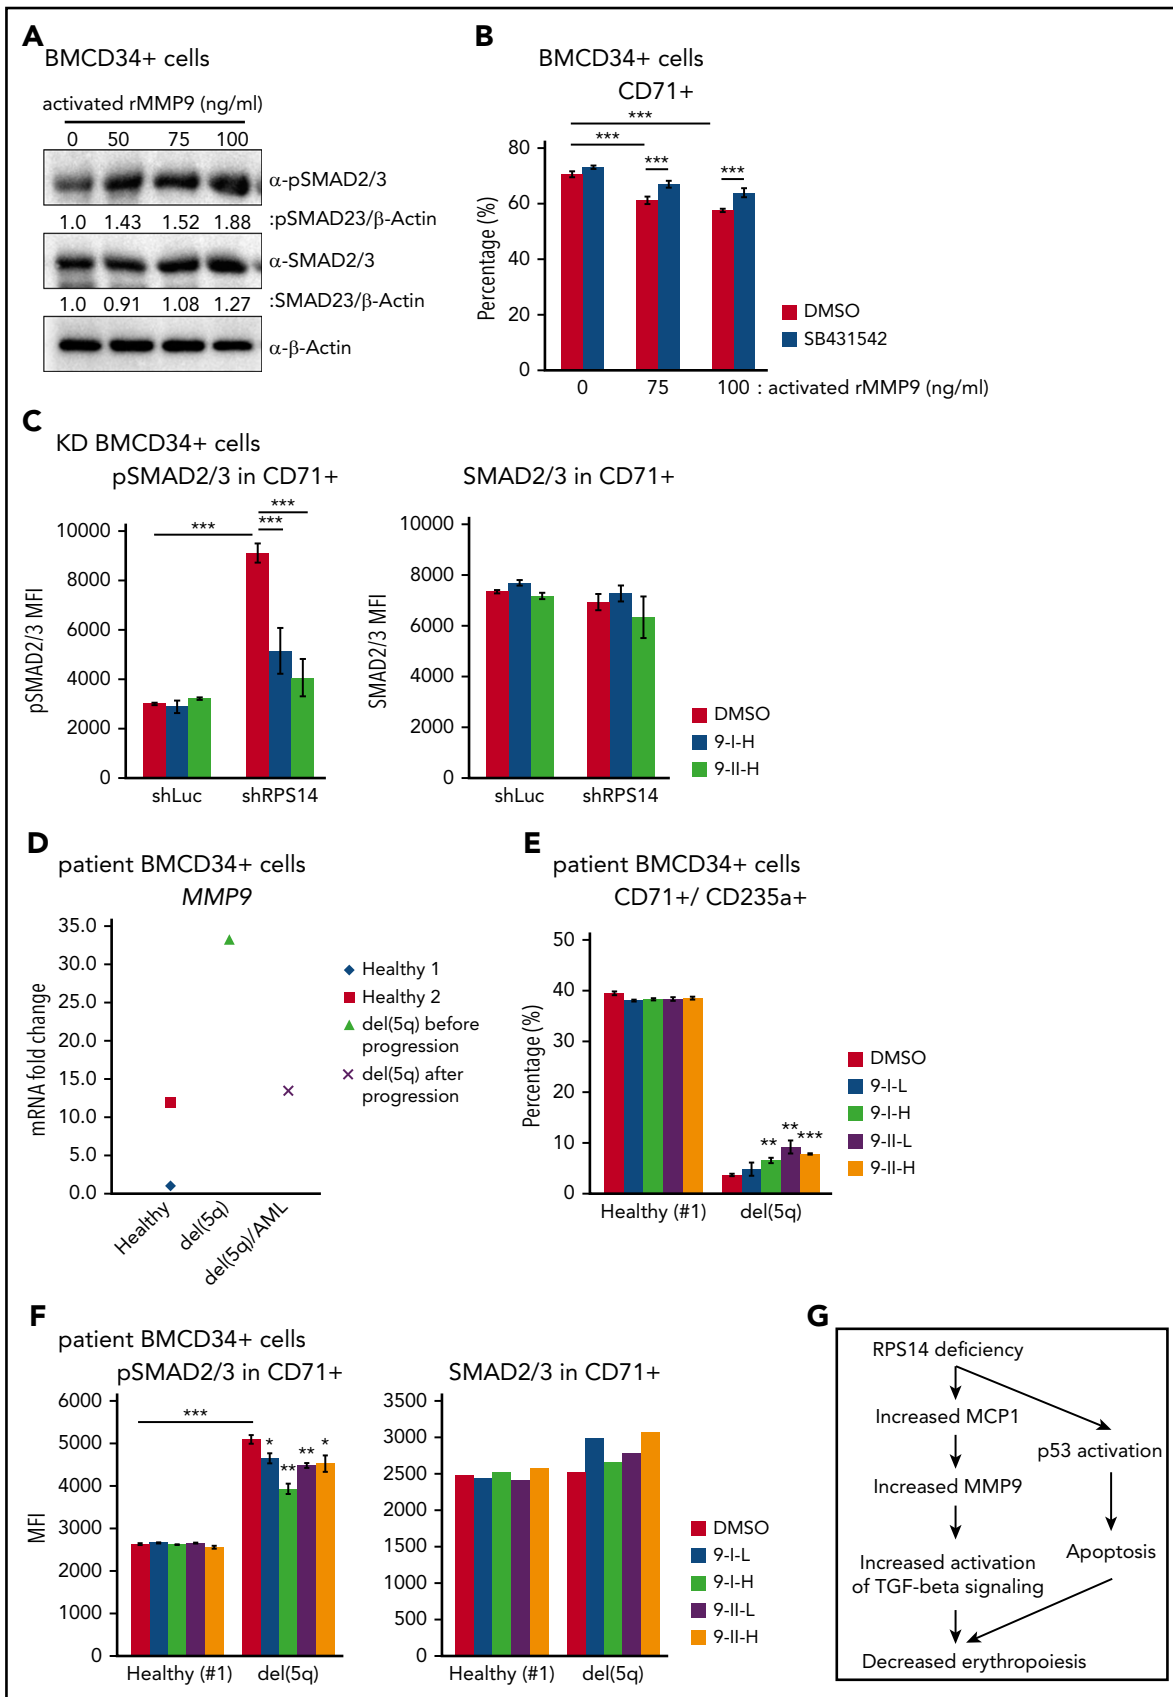 A
BMCD34+ cells
activated rMMP9 (ng/ml)
0 50 75 100
α-pSMAD2/3
1.0 1.43 1.52 1.88 :pSMAD23/β-Actin
α-SMAD2/3
1.0 0.91 1.08 1.27 :SMAD23/β-Actin
α-β-Actin
B
BMCD34+ cells
CD71+
***
***
***
***
80
60
40
20
0
Percentage (%)
0 75 100 : activated rMMP9 (ng/ml)
DMSO
SB431542
C
KD BMCD34+ cells
pSMAD2/3 in CD71+
***
***
***
10000
8000
6000
4000
2000
0
pSMAD2/3 MFI
shLuc shRPS14
SMAD2/3 in CD71+
10000
8000
6000
4000
2000
0
SMAD2/3 MFI
shLuc shRPS14
DMSO
9-I-H
9-II-H
D
patient BMCD34+ cells
MMP9
35.0
30.0
25.0
20.0
15.0
10.0
5.0
0.0
mRNA fold change
Healthy
del(5q)
del(5q)/AML
Healthy 1
Healthy 2
del(5q) before
progression
del(5q) after
progression
E
patient BMCD34+ cells
CD71+/ CD235a+
50
40
30
20
10
0
Percentage (%)
** ** ***
Healthy (#1) del(5q)
DMSO
9-I-L
9-I-H
9-II-L
9-II-H
F
patient BMCD34+ cells
pSMAD2/3 in CD71+
6000
5000
4000
3000
2000
1000
0
MFI
***
* ** ** *
Healthy (#1) del(5q)
SMAD2/3 in CD71+
3500
3000
2500
2000
1500
1000
500
0
Healthy (#1) del(5q)
DMSO
9-I-L
9-I-H
9-II-L
9-II-H
G
RPS14 deficiency
Increased MCP1
p53 activation
Increased MMP9
Apoptosis
Increased activation
of TGF-beta signaling
Decreased erythropoiesis